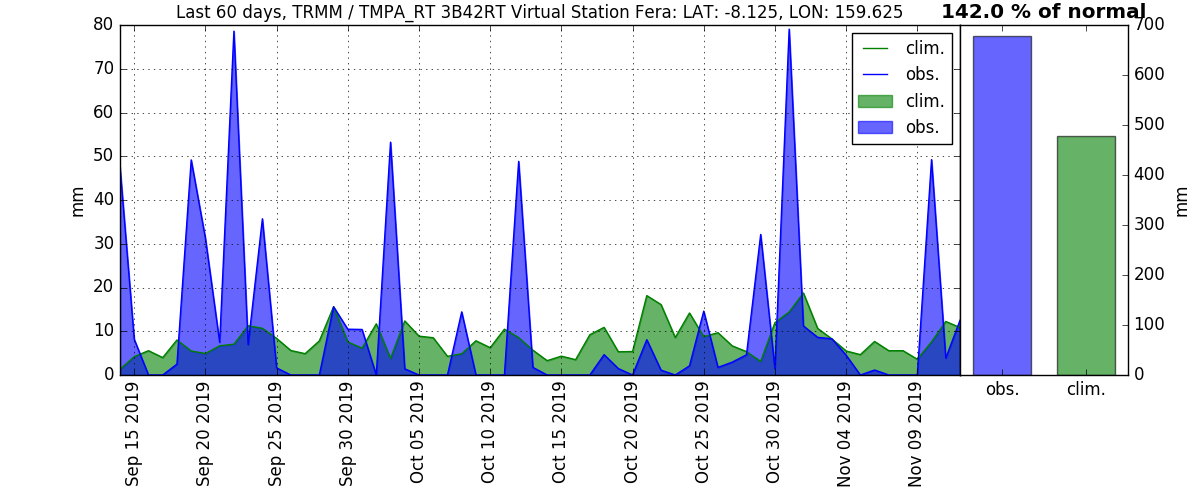 Last 60 days, TRMM / TMPA_RT 3B42RT Virtual Station Fera: LAT: -8.125, LON: 159.625
142.0 % of normal
80
70
60
50
40
30
20
10
0
mm
clim.
obs.
clim.
obs.
Sep 15 2019
Sep 20 2019
Sep 25 2019
Sep 30 2019
Oct 05 2019
Oct 10 2019
Oct 15 2019
Oct 20 2019
Oct 25 2019
Oct 30 2019
Nov 04 2019
Nov 09 2019
700
600
500
400
300
200
100
0
mm
obs.
clim.